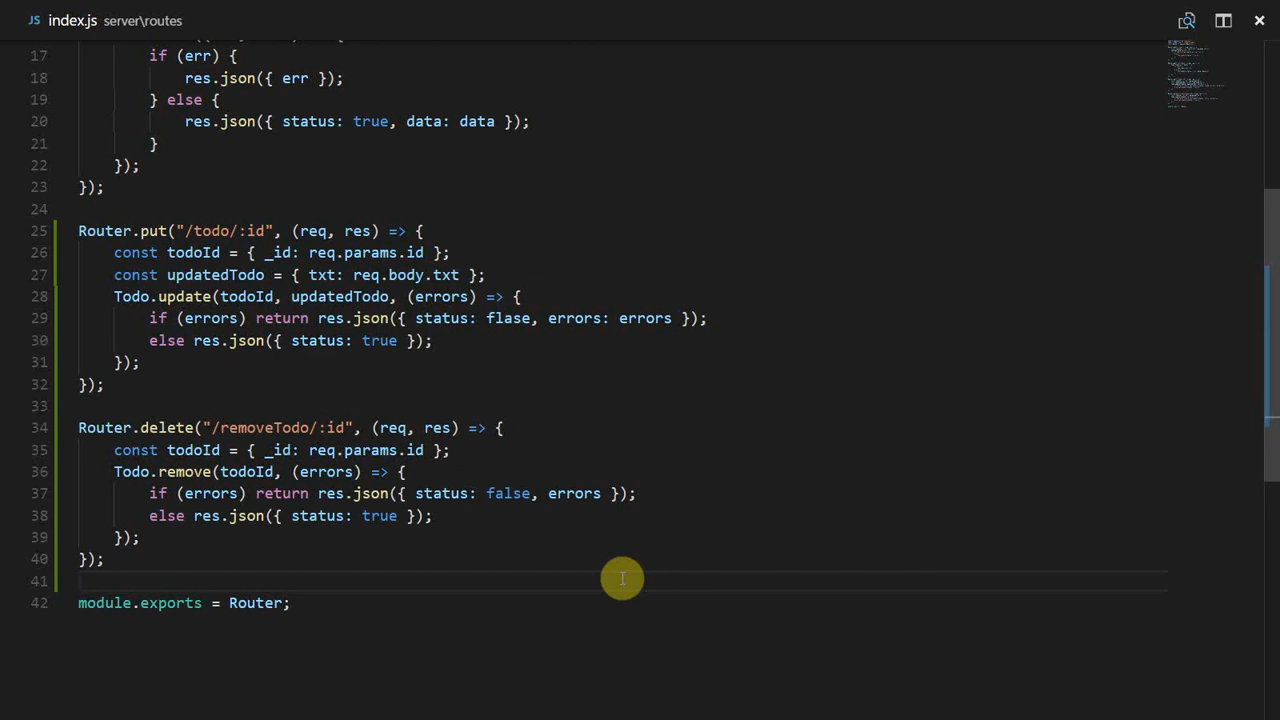 JS index.js server\routes
17 if (err) {
18 res.json({ err });
19 } else {
20 res.json({ status: true, data: data });
21 }
22 });
23 });
24
25 Router.put("/todo/:id", (req, res) => {
26 const todoId = { _id: req.params.id };
27 const updatedTodo = { txt: req.body.txt };
28 Todo.update(todoId, updatedTodo, (errors) => {
29 if (errors) return res.json({ status: flase, errors: errors });
30 else res.json({ status: true });
31 });
32 });
33
34 Router.delete("/removeTodo/:id", (req, res) => {
35 const todoId = { _id: req.params.id };
36 Todo.remove(todoId, (errors) => {
37 if (errors) return res.json({ status: false, errors });
38 else res.json({ status: true });
39 });
40 });
41
42 module.exports = Router;